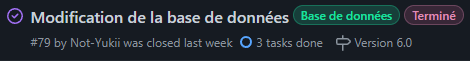 Modification de la base de données Base de données Terminé
#79 by Not-Yukii was closed last week 3 tasks done Version 6.0